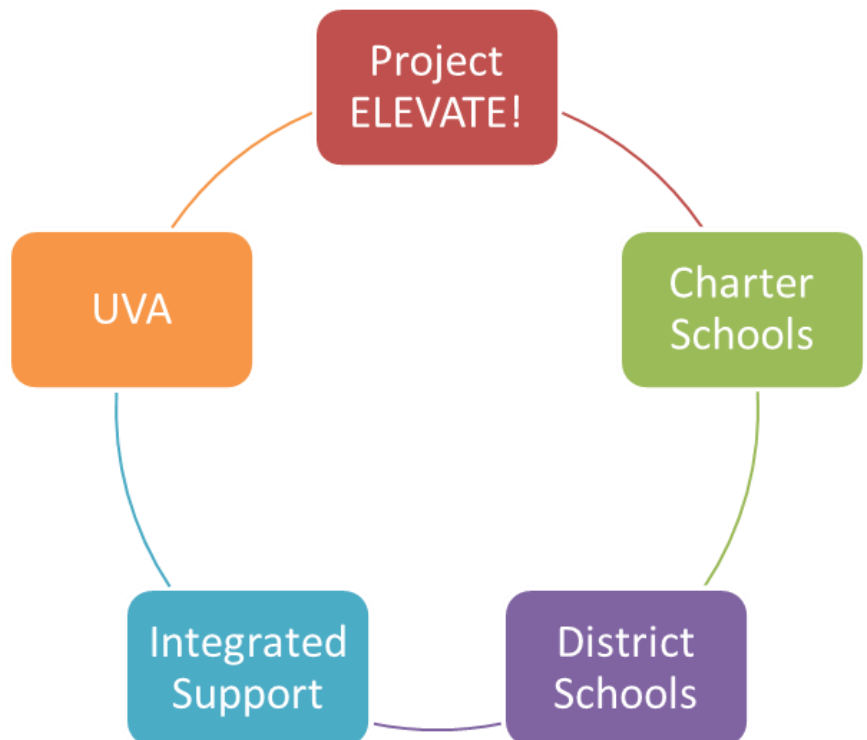 Project
ELEVATE!
Charter
Schools
District
Schools
Integrated
Support
UVA